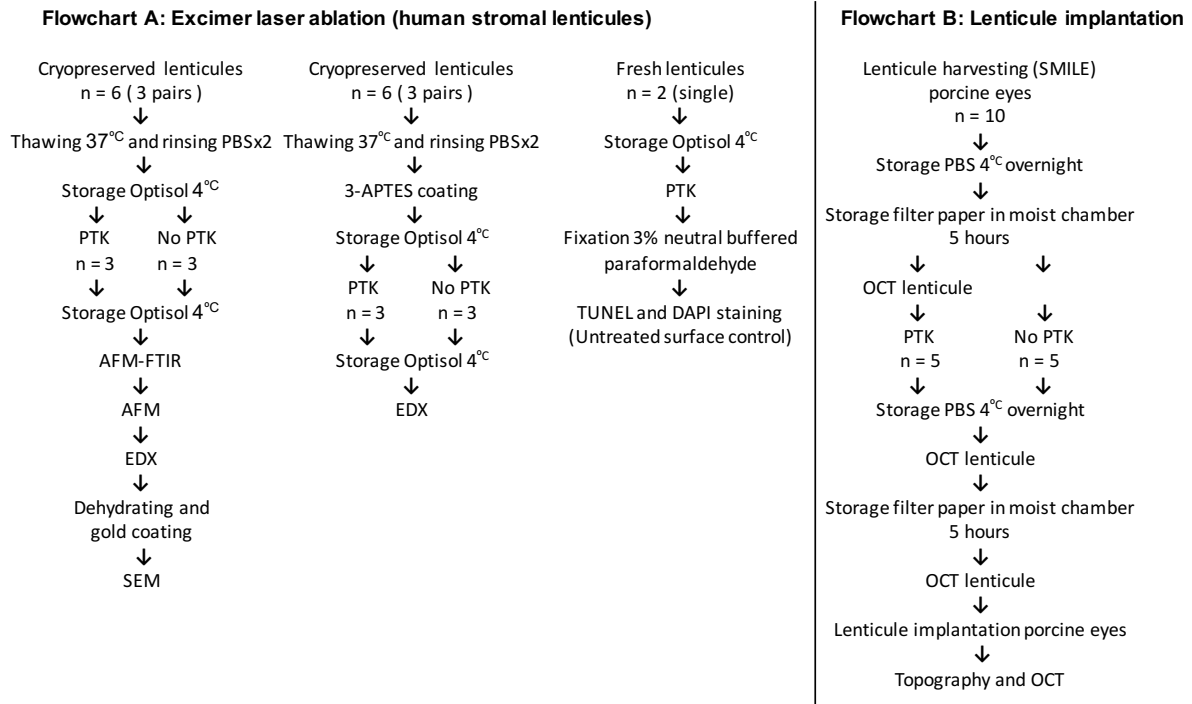 Flowchart A: Excimer laser ablation (human stromal lenticules)
Cryopreserved lenticules
n = 6 ( 3 pairs )
↓
Thawing 37°C and rinsing PBSx2
↓
Storage Optisol 4°C
↓ ↓
PTK No PTK
n = 3 n = 3
↓ ↓
Storage Optisol 4°C
↓
AFM-FTIR
↓
AFM
↓
EDX
↓
Dehydrating and
gold coating
↓
SEM
Cryopreserved lenticules
n = 6 ( 3 pairs )
↓
Thawing 37°C and rinsing PBSx2
↓
3-APTES coating
↓
Storage Optisol 4°C
↓ ↓
PTK No PTK
n = 3 n = 3
↓ ↓
Storage Optisol 4°C
↓
EDX
Fresh lenticules
n = 2 (single)
↓
Storage Optisol 4°C
↓
PTK
↓
Fixation 3% neutral buffered
paraformaldehyde
↓
TUNEL and DAPI staining
(Untreated surface control)
Flowchart B: Lenticule implantation
Lenticule harvesting (SMILE)
porcine eyes
n = 10
↓
Storage PBS 4°C overnight
↓
Storage filter paper in moist chamber
5 hours
↓ ↓
OCT lenticule
↓ ↓
PTK No PTK
n = 5 n = 5
↓ ↓
Storage PBS 4°C overnight
↓
OCT lenticule
↓
Storage filter paper in moist chamber
5 hours
↓
OCT lenticule
↓
Lenticule implantation porcine eyes
↓
Topography and OCT